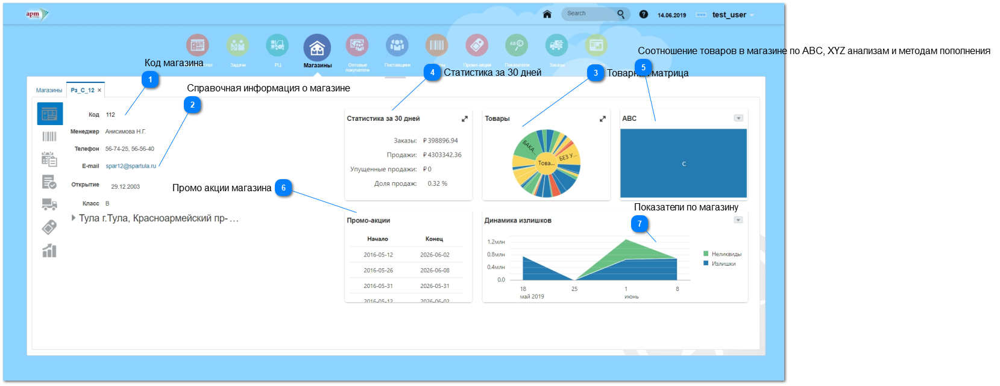 apm
Search
?
14.06.2019
test_user
стол
Задачи
РЦ
Магазины
Оптовые
покупатели
Поставщики
Промо-акции
Показатели
Заказы
Код магазина
1
Справочная информация о магазине
2
4
Статистика за 30 дней
3
Товарная матрица
Соотношение товаров в магазине по ABC, XYZ анализам и методам пополнения
5
Магазины
Рз_С_12 ×
Код 112
Менеджер Анисимова Н.Г.
Телефон 56-74-25, 56-56-40
E-mail spar12@spartula.ru
Открытие 29.12.2003
Класс B
Тула г.Тула, Красноармейский пр- ...
Статистика за 30 дней
Заказы: ₽ 398896.94
Продажи: ₽ 4303342.36
Упущенные продажи: ₽ 0
Доля продаж: 0.32 %
Товары
БАКА...
БЕЗ У...
Това...
ABC
C
Промо акции магазина
6
Промо-акции
Начало Конец
2016-05-12 2026-06-02
2016-05-26 2026-06-08
2016-05-31 2026-05-31
2016-05-12 2026-06-02
Показатели по магазину
7
Динамика излишков
1.2млн
0.8млн
0.4млн
0.0
18 25 1 8
май 2019 июнь
Неликвиды
Излишки